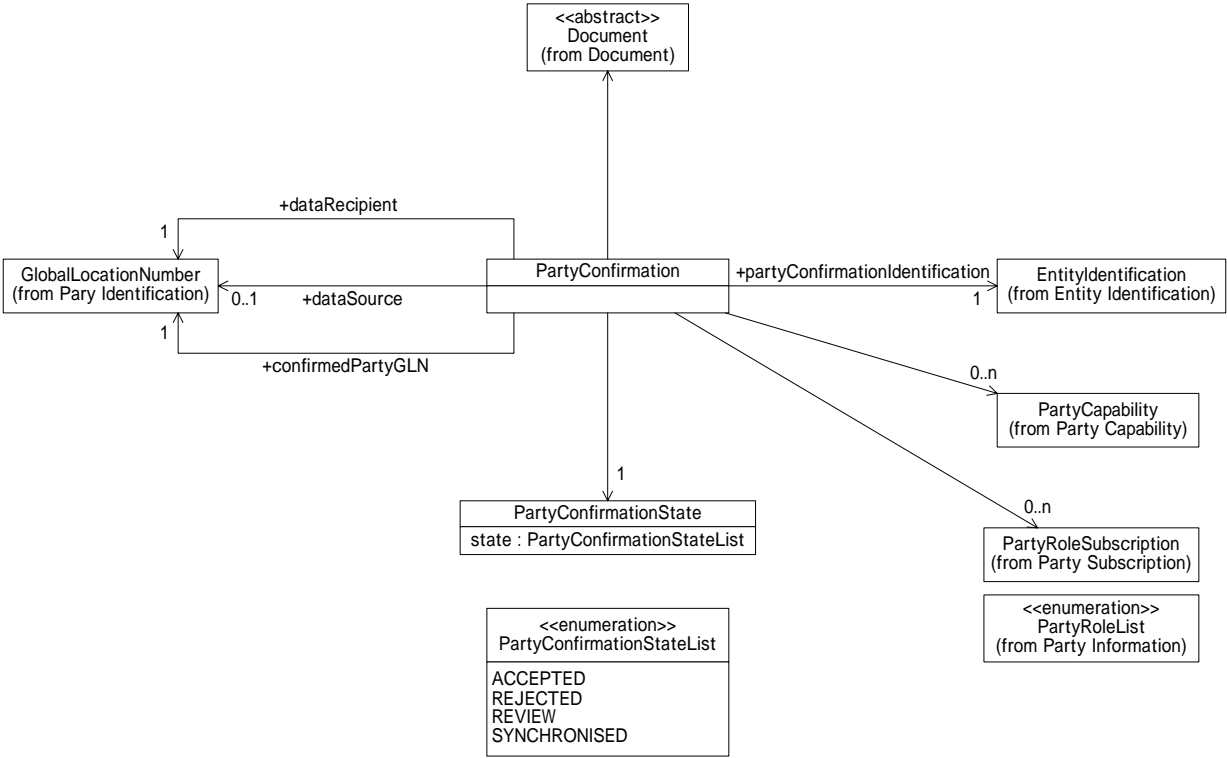 <<abstract>>
Document
(from Document)
+dataRecipient
1
GlobalLocationNumber
(from Pary Identification)
0..1
+dataSource
1
+confirmedPartyGLN
PartyConfirmation
+partyConfirmationIdentification
1
EntityIdentification
(from Entity Identification)
0..n
PartyCapability
(from Party Capability)
1
PartyConfirmationState
state : PartyConfirmationStateList
0..n
PartyRoleSubscription
(from Party Subscription)
<<enumeration>>
PartyRoleList
(from Party Information)
<<enumeration>>
PartyConfirmationStateList
ACCEPTED
REJECTED
REVIEW
SYNCHRONISED